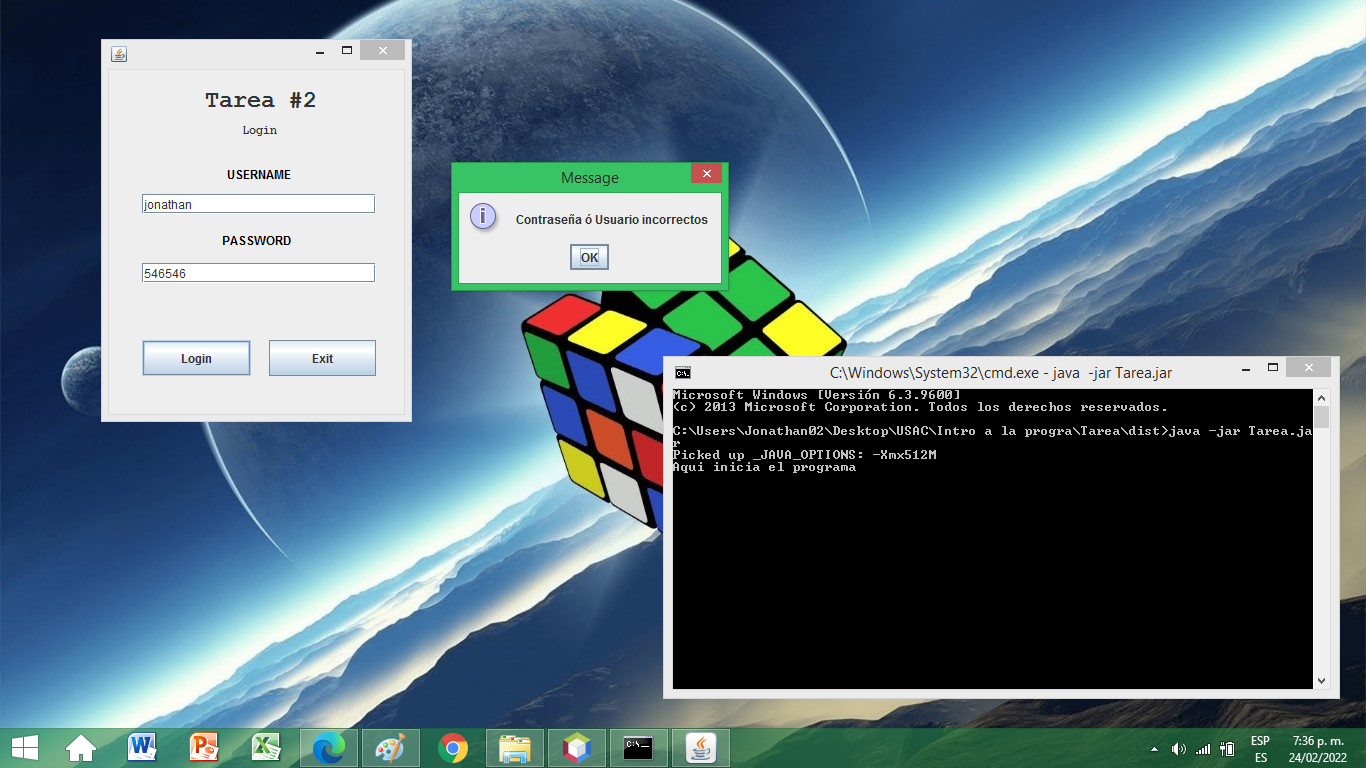 Tarea #2
Login
USERNAME
jonathan
PASSWORD
546546
Login
Exit
Message
i
Contraseña ó Usuario incorrectos
OK
C:\Windows\System32\cmd.exe - java  -jar Tarea.jar
Microsoft Windows [Versión 6.3.9600]
(c) 2013 Microsoft Corporation. Todos los derechos reservados.
C:\Users\Jonathan02\Desktop\USAC\Intro a la progra\Tarea\dist>java -jar Tarea.ja
r
Picked up _JAVA_OPTIONS: -Xmx512M
Aqui inicia el programa
ESP
ES
7:36 p. m.
24/02/2022